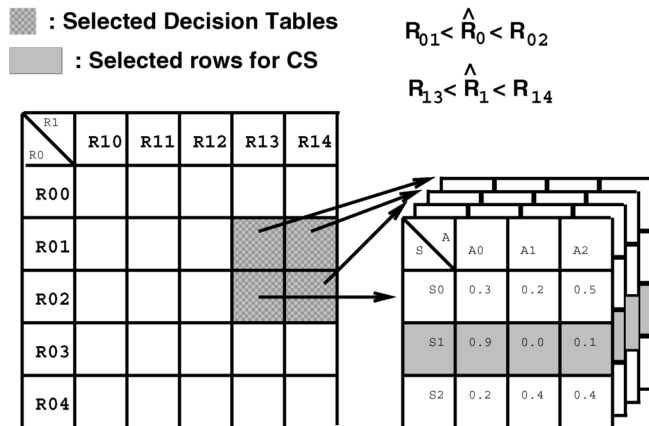 : Selected Decision Tables
: Selected rows for CS
R01 < R̂0 < R02
R13 < R̂1 < R14
R1
R0
R10 R11 R12 R13 R14
R00
R01
R02
R03
R04
A
S
A0 A1 A2
S0 0.3 0.2 0.5
S1 0.9 0.0 0.1
S2 0.2 0.4 0.4